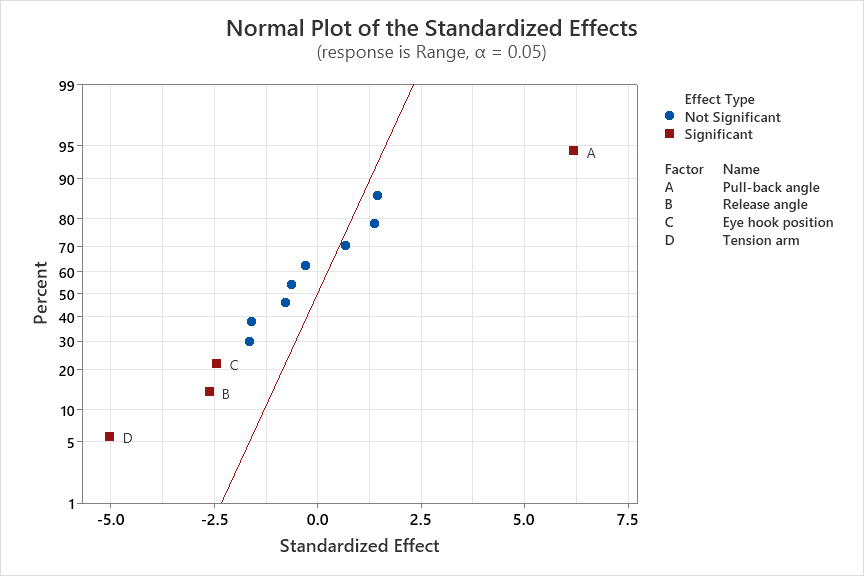 Normal Plot of the Standardized Effects
(response is Range, α = 0.05)
99
95
90
80
70
60
50
40
30
20
10
5
1
Percent
A
C
B
D
-5.0 -2.5 0.0 2.5 5.0 7.5
Standardized Effect
Effect Type
Not Significant
Significant
Factor Name
A Pull-back angle
B Release angle
C Eye hook position
D Tension arm